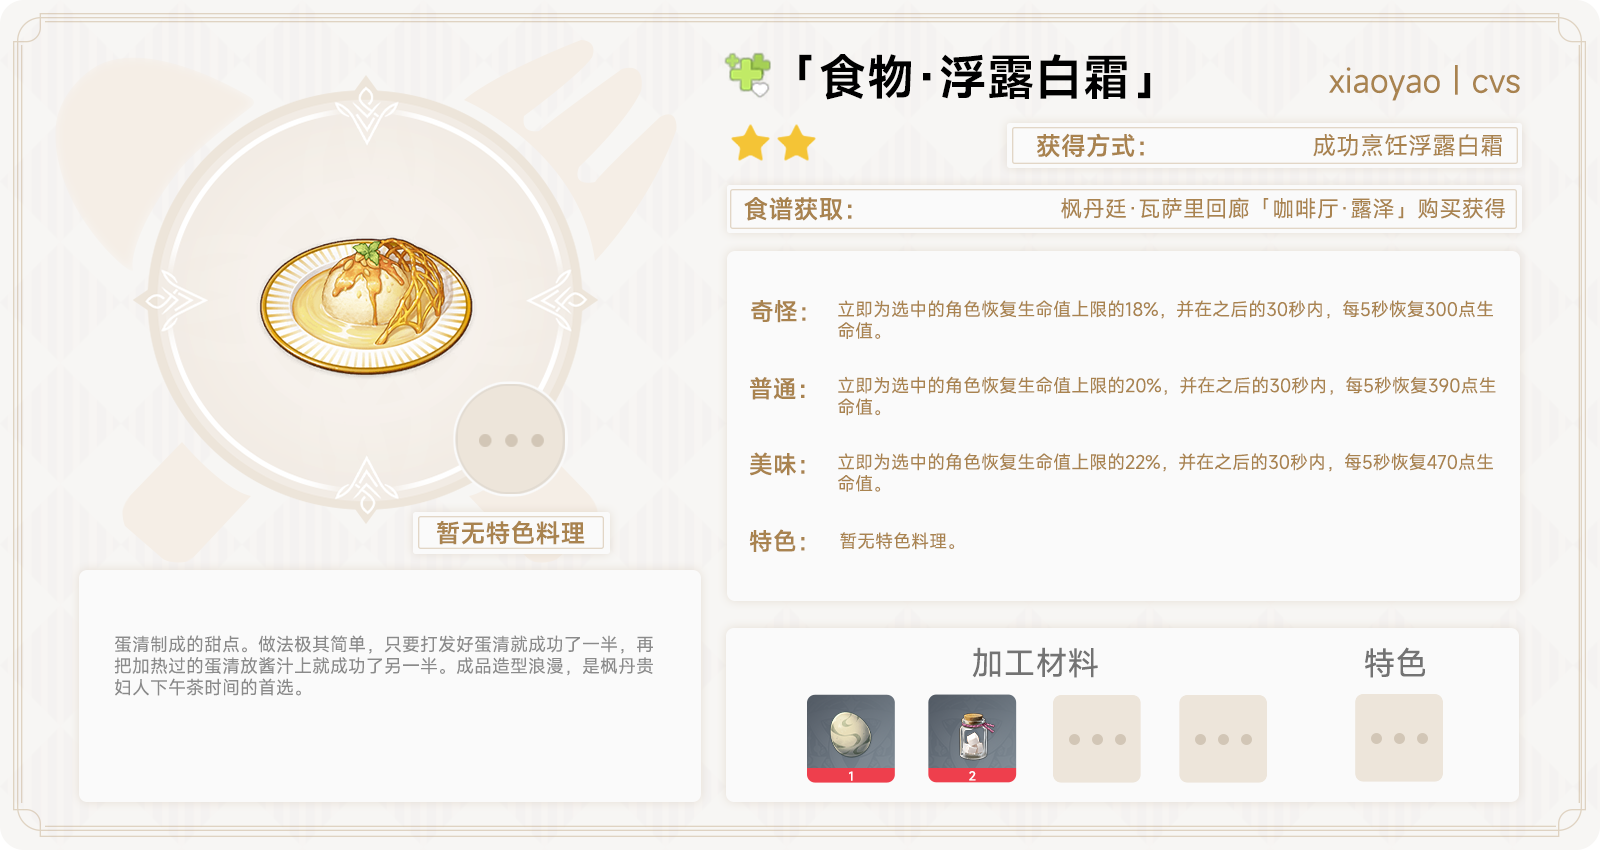 「食物·浮露白霜」
xiaoyao | cvs
获得方式：
成功烹饪浮露白霜
食谱获取：
枫丹廷·瓦萨里回廊「咖啡厅·露泽」购买获得
奇怪：
立即为选中的角色恢复生命值上限的18%，并在之后的30秒内，每5秒恢复300点生
命值。
普通：
立即为选中的角色恢复生命值上限的20%，并在之后的30秒内，每5秒恢复390点生
命值。
美味：
立即为选中的角色恢复生命值上限的22%，并在之后的30秒内，每5秒恢复470点生
命值。
特色：
暂无特色料理。
暂无特色料理
蛋清制成的甜点。做法极其简单，只要打发好蛋清就成功了一半，再
把加热过的蛋清放酱汁上就成功了另一半。成品造型浪漫，是枫丹贵
妇人下午茶时间的首选。
加工材料
特色
1
2